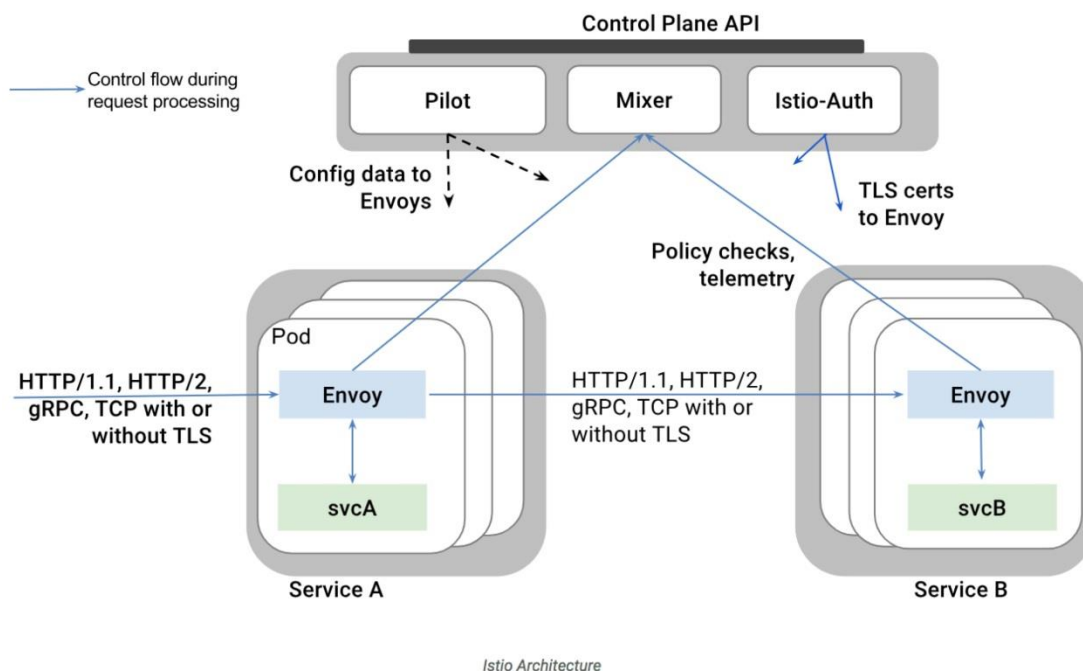 Control Plane API
Control flow during
request processing
Pilot
Mixer
Istio-Auth
Config data to
Envoys
TLS certs
to Envoy
Policy checks,
telemetry
Pod
HTTP/1.1, HTTP/2,
gRPC, TCP with or
without TLS
Envoy
HTTP/1.1, HTTP/2,
gRPC, TCP with or
without TLS
Envoy
svcA
svcB
Service A
Service B
Istio Architecture